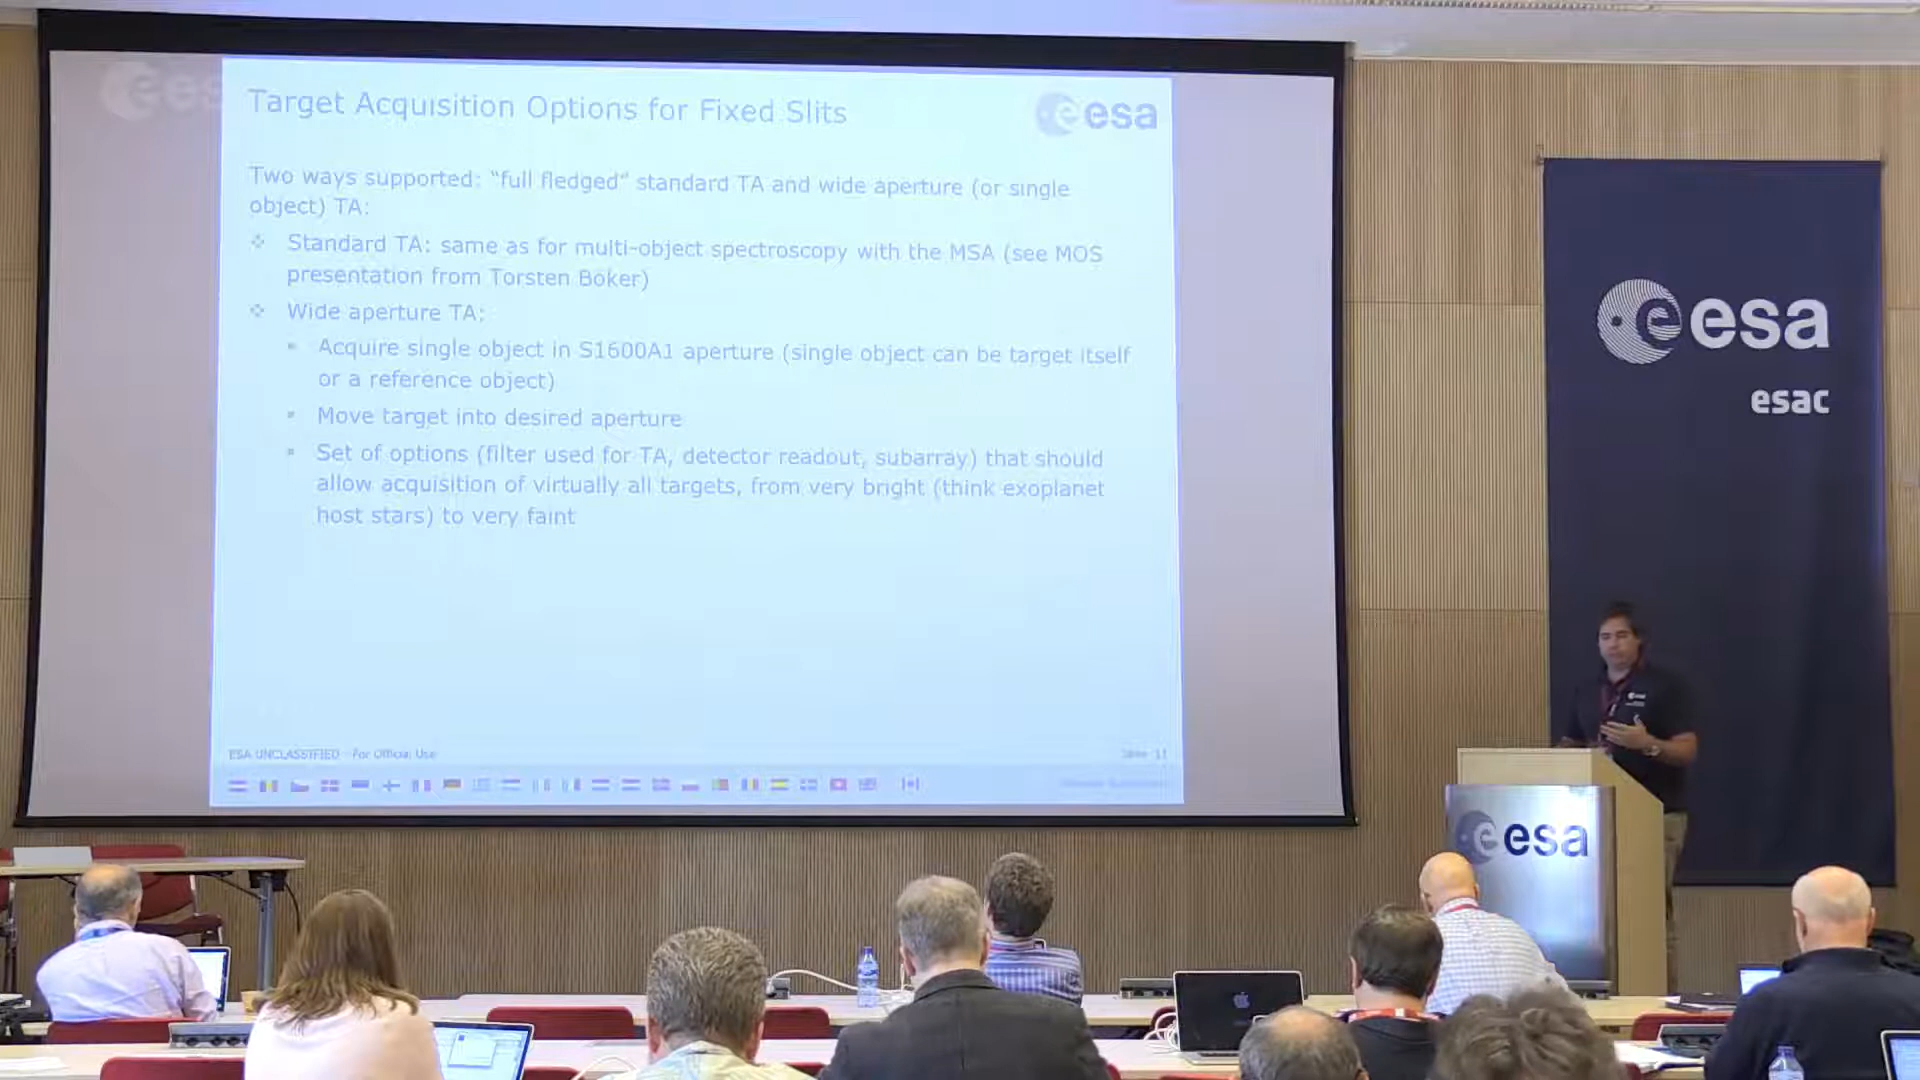 Target Acquisition Options for Fixed Slits
esa
Two ways supported: “full fledged” standard TA and wide aperture (or single
object) TA:
Standard TA: same as for multi-object spectroscopy with the MSA (see MOS
presentation from Torsten Böker)
Wide aperture TA:
Acquire single object in S1600A1 aperture (single object can be target itself
or a reference object)
Move target into desired aperture
Set of options (filter used for TA, detector readout, subarray) that should
allow acquisition of virtually all targets, from very bright (think exoplanet
host stars) to very faint
ESA UNCLASSIFIED - For Official Use
esa
esac
esa